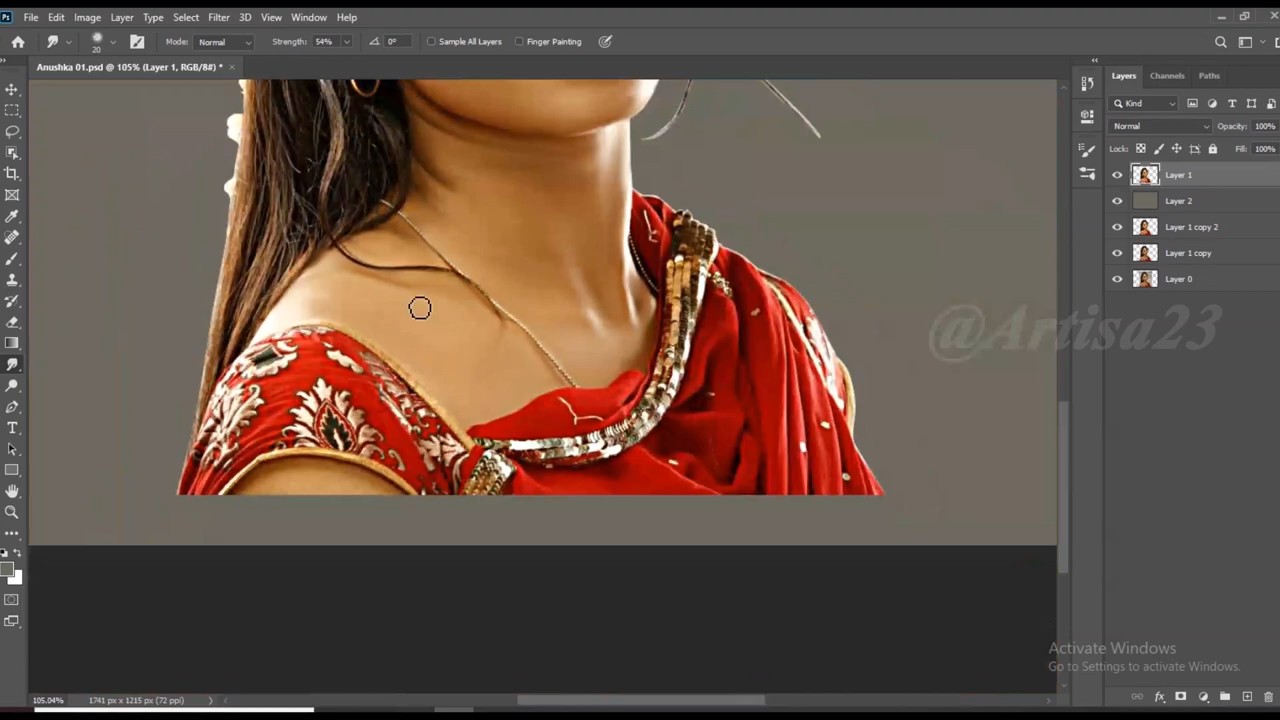 File Edit Image Layer Type Select Filter 3D View Window Help
20 Mode: Normal Strength: 54% 0° Sample All Layers Finger Painting
Anushka 01.psd @ 105% (Layer 1, RGB/8#) *
Layers Channels Paths
Kind
Normal Opacity: 100%
Lock: Fill: 100%
Layer 1
Layer 2
Layer 1 copy 2
Layer 1 copy
Layer 0
@Artisa23
Activate Windows
Go to Settings to activate Windows.
105.04% 1741 px x 1215 px (72 ppi)